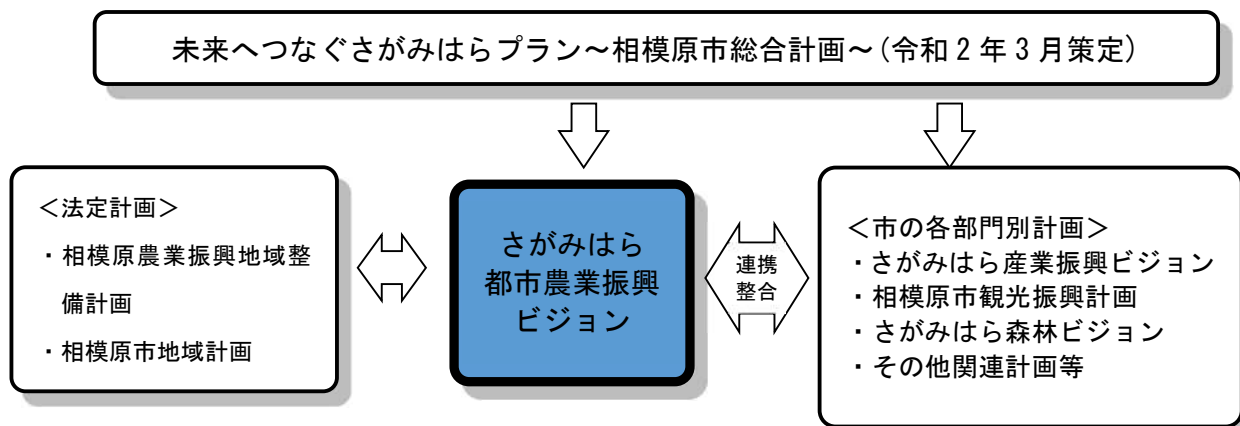 未来へつなぐさがみはらプラン～相模原市総合計画～(令和２年３月策定)
＜法定計画＞
・相模原農業振興地域整
備計画
・相模原市地域計画
さがみはら
都市農業振興
ビジョン
連携
整合
＜市の各部門別計画＞
・さがみはら産業振興ビジョン
・相模原市観光振興計画
・さがみはら森林ビジョン
・その他関連計画等